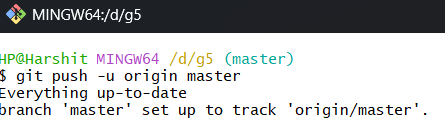 MINGW64:/d/g5
HP@Harshit MINGW64 /d/g5 (master)
$ git push -u origin master
Everything up-to-date
branch 'master' set up to track 'origin/master'.